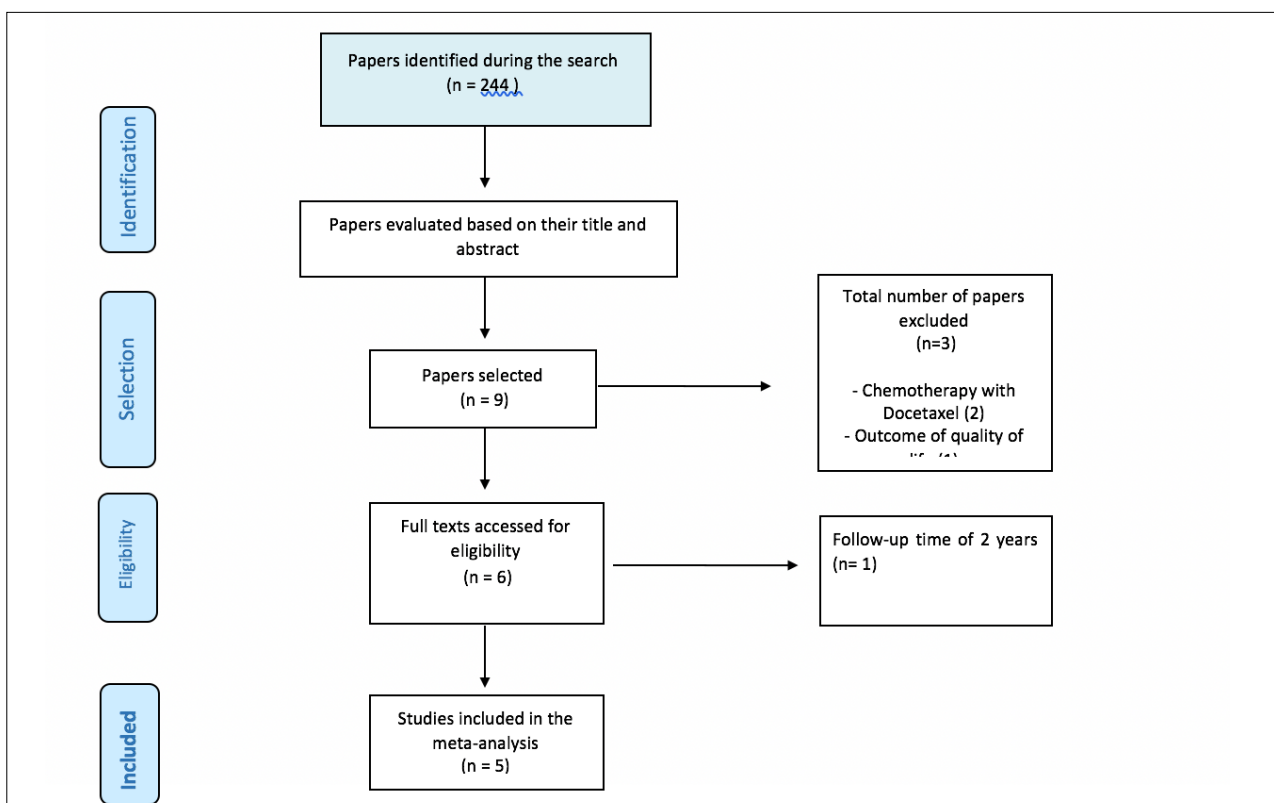 Papers identified during the search
(n = 244 )
Identification
Papers evaluated based on their title and
abstract
Selection
Papers selected
(n = 9)
Total number of papers
excluded
(n=3)
- Chemotherapy with
Docetaxel (2)
- Outcome of quality of
Eligibility
Full texts accessed for
eligibility
(n = 6)
Follow-up time of 2 years
(n= 1)
Included
Studies included in the
meta-analysis
(n = 5)